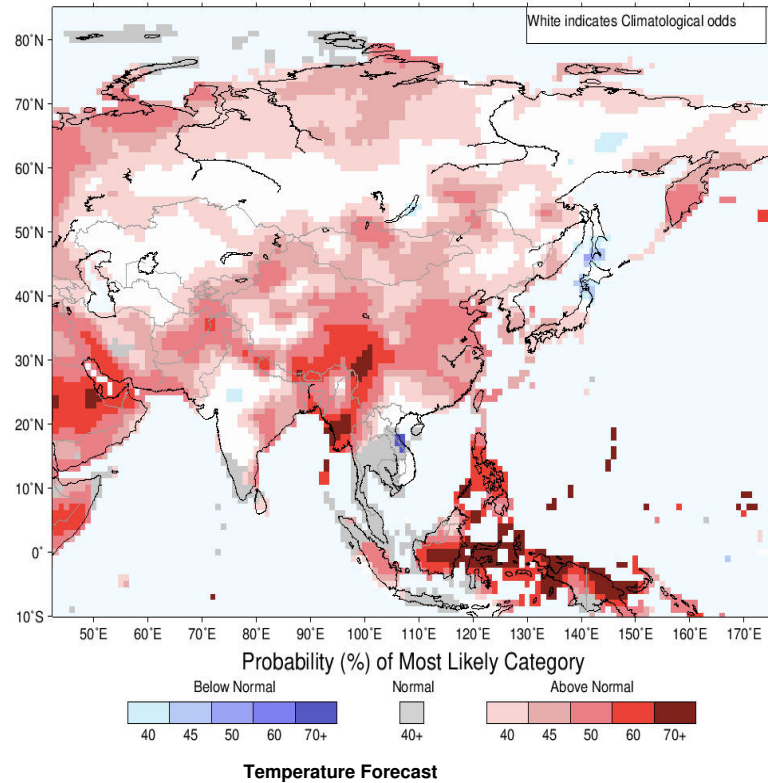 White indicates Climatological odds
80°N
70°N
60°N
50°N
40°N
30°N
20°N
10°N
0°
10°S
50°E 60°E 70°E 80°E 90°E 100°E 110°E 120°E 130°E 140°E 150°E 160°E 170°E
Probability (%) of Most Likely Category
Below Normal Normal Above Normal
40 45 50 60 70+ 40+ 40 45 50 60 70+
Temperature Forecast